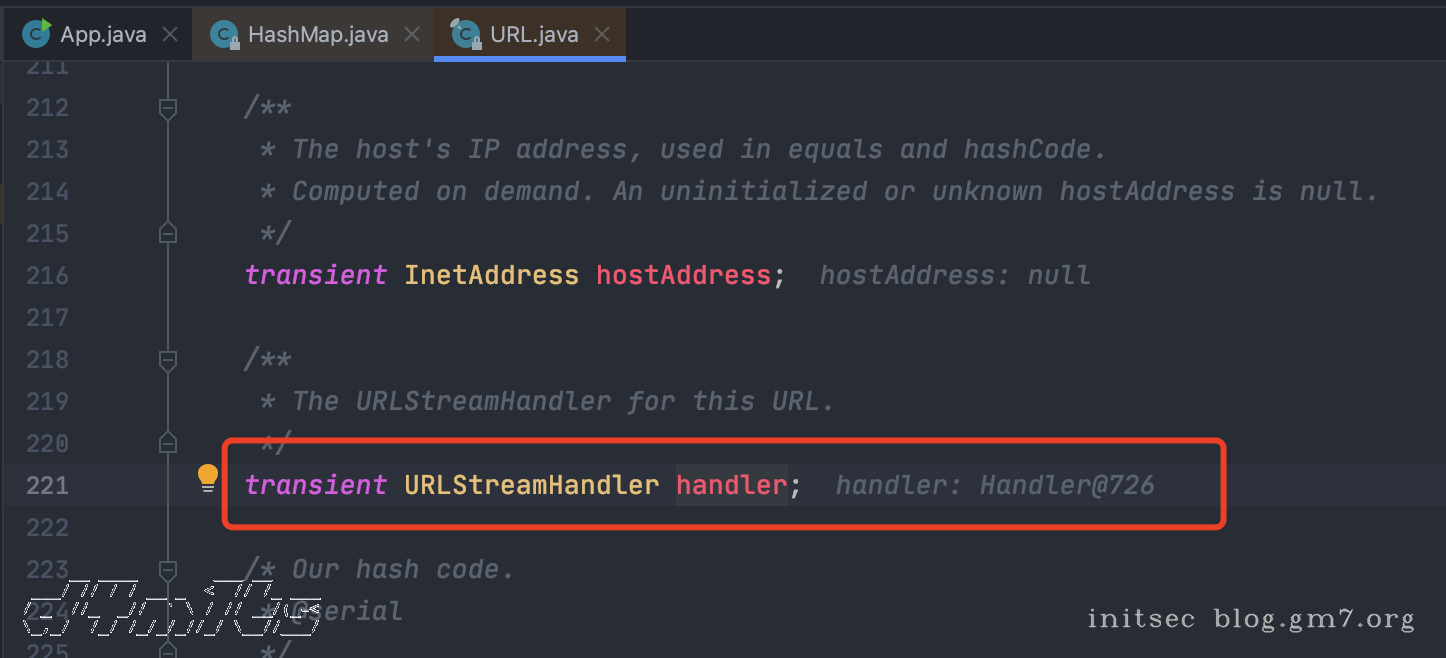 App.java HashMap.java URL.java
211
212 /**
213 * The host's IP address, used in equals and hashCode.
214 * Computed on demand. An uninitialized or unknown hostAddress is null.
215 */
216 transient InetAddress hostAddress; hostAddress: null
217
218 /**
219 * The URLStreamHandler for this URL.
220 */
221 transient URLStreamHandler handler; handler: Handler@726
222
223 /* Our hash code.
224 * @serial
225 */
initsec blog.gm7.org